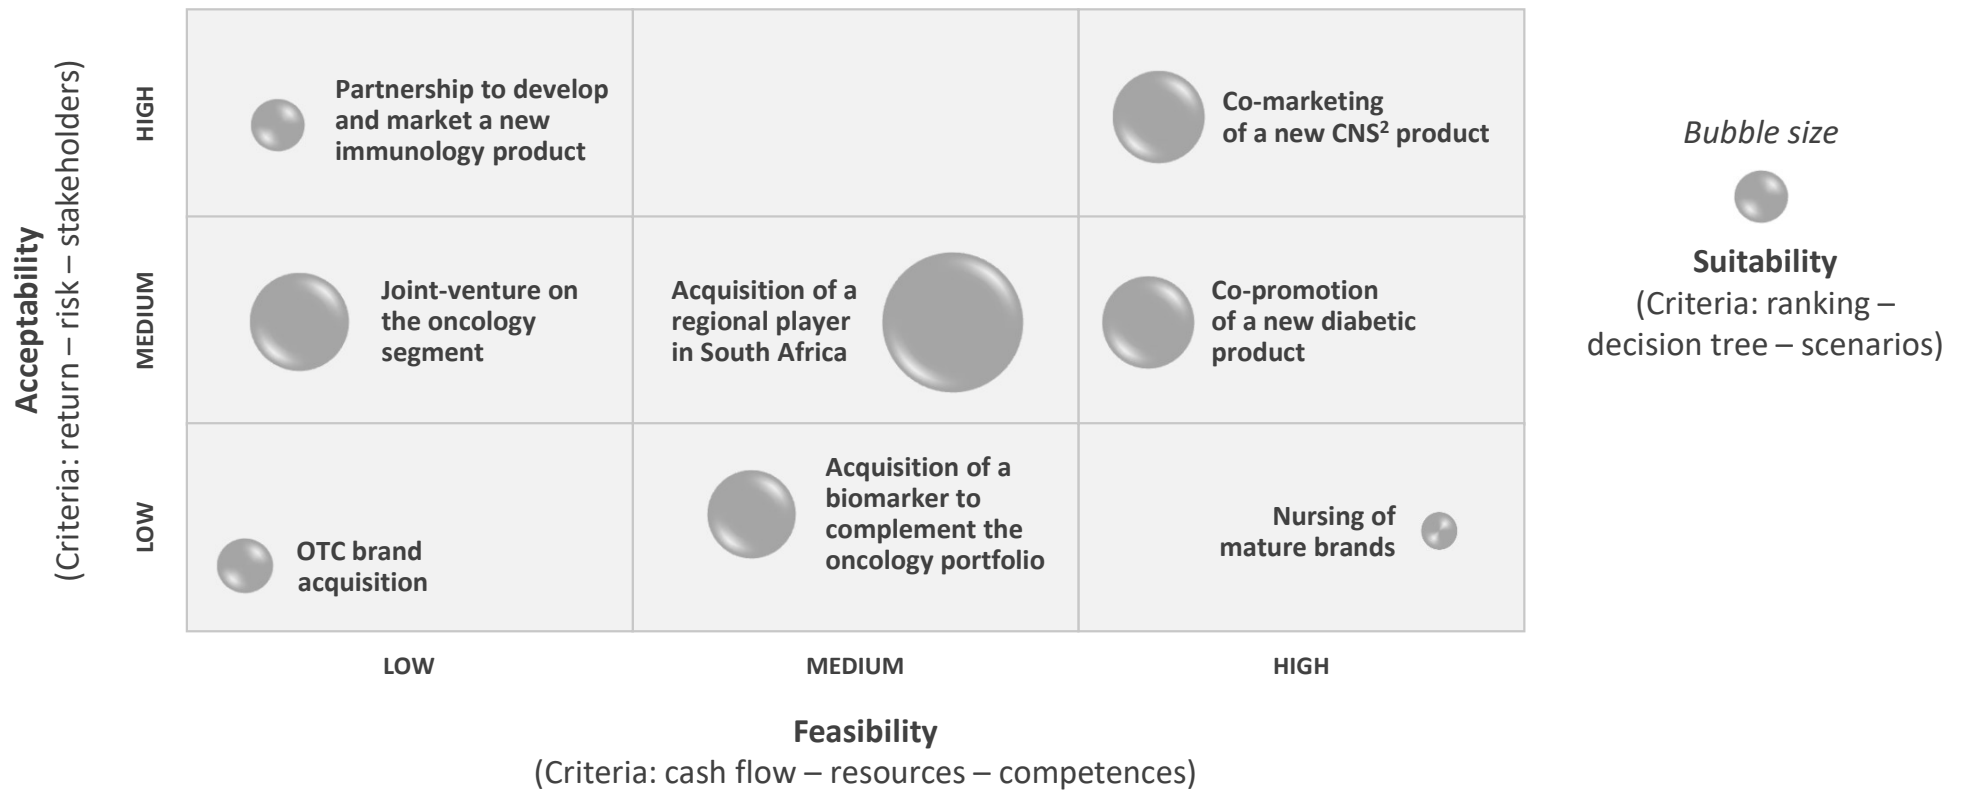 Acceptability
(Criteria: return – risk – stakeholders)
HIGH
MEDIUM
LOW
Partnership to develop
and market a new
immunology product
Co-marketing
of a new CNS² product
Joint-venture on
the oncology
segment
Acquisition of a
regional player
in South Africa
Co-promotion
of a new diabetic
product
OTC brand
acquisition
Acquisition of a
biomarker to
complement the
oncology portfolio
Nursing of
mature brands
LOW
MEDIUM
HIGH
Feasibility
(Criteria: cash flow – resources – competences)
Bubble size
Suitability
(Criteria: ranking –
decision tree – scenarios)